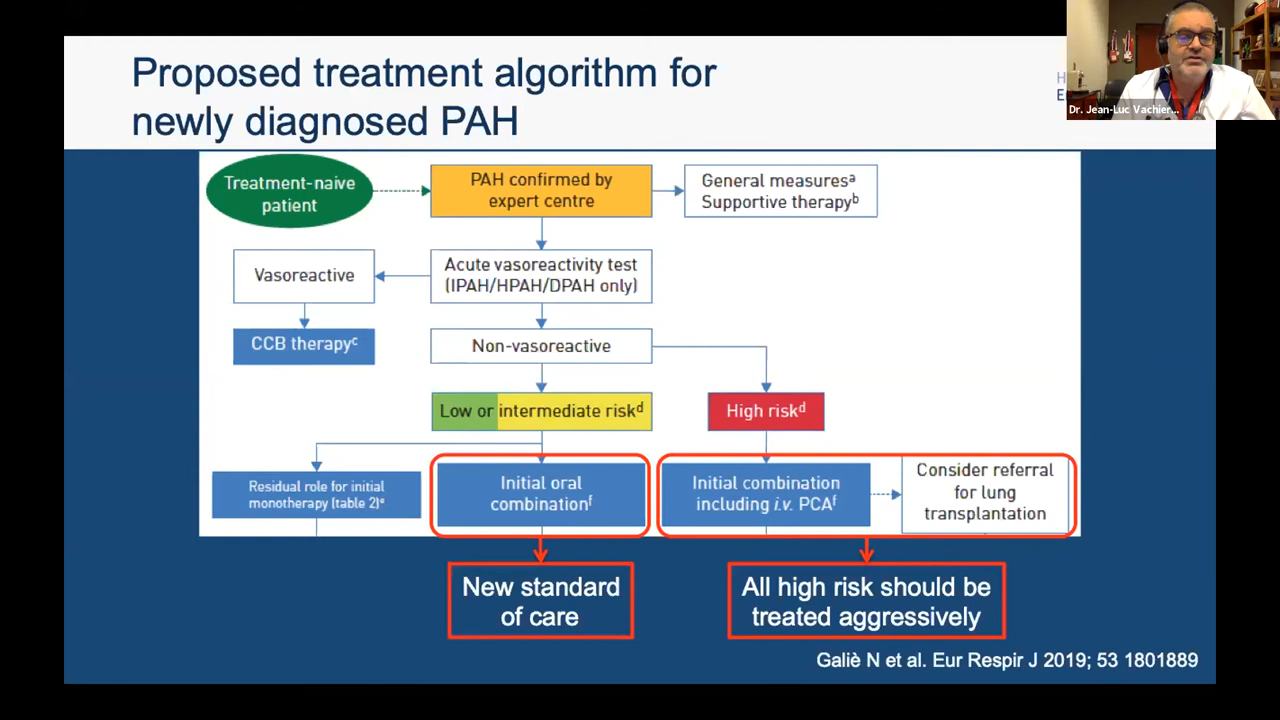 Proposed treatment algorithm for
newly diagnosed PAH
H
E
Dr. Jean-Luc Vachier...
Treatment-naive
patient
PAH confirmed by
expert centre
General measuresᵃ
Supportive therapyᵇ
Vasoreactive
Acute vasoreactivity test
(IPAH/HPAH/DPAH only)
CCB therapyᶜ
Non-vasoreactive
Low or intermediate riskᵈ
High riskᵈ
Residual role for initial
monotherapy (table 2)ᵉ
Initial oral
combinationᶠ
Initial combination
including i.v. PCAᶠ
Consider referral
for lung
transplantation
New standard
of care
All high risk should be
treated aggressively
Galiè N et al. Eur Respir J 2019; 53 1801889